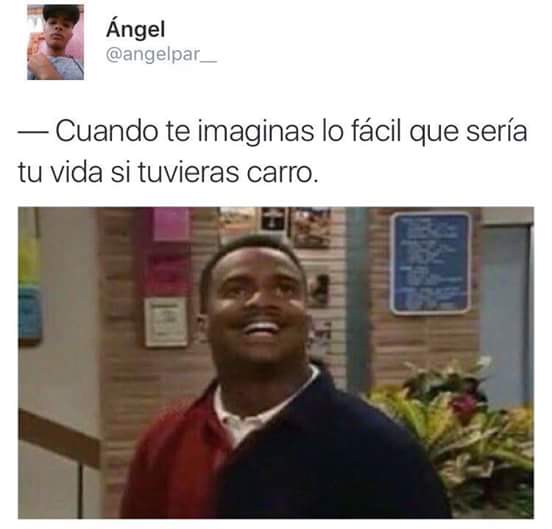 Ángel
@angelpar__
— Cuando te imaginas lo fácil que sería
tu vida si tuvieras carro.